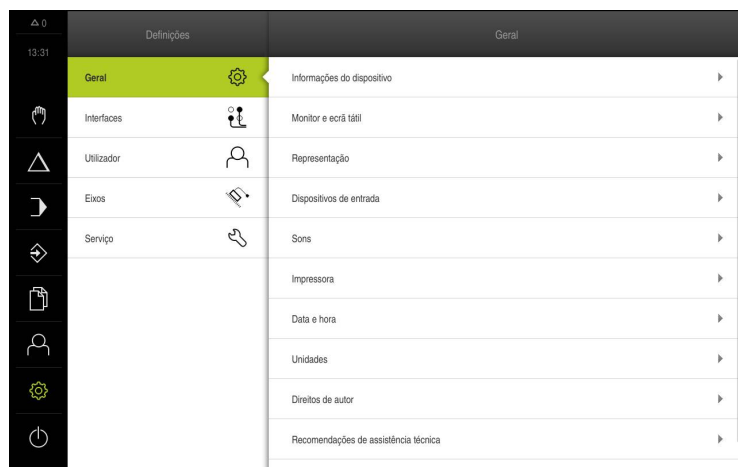 △ 0
13:31
Definições
Geral
Geral
Interfaces
Utilizador
Eixos
Serviço
Informações do dispositivo
Monitor e ecrã tátil
Representação
Dispositivos de entrada
Sons
Impressora
Data e hora
Unidades
Direitos de autor
Recomendações de assistência técnica